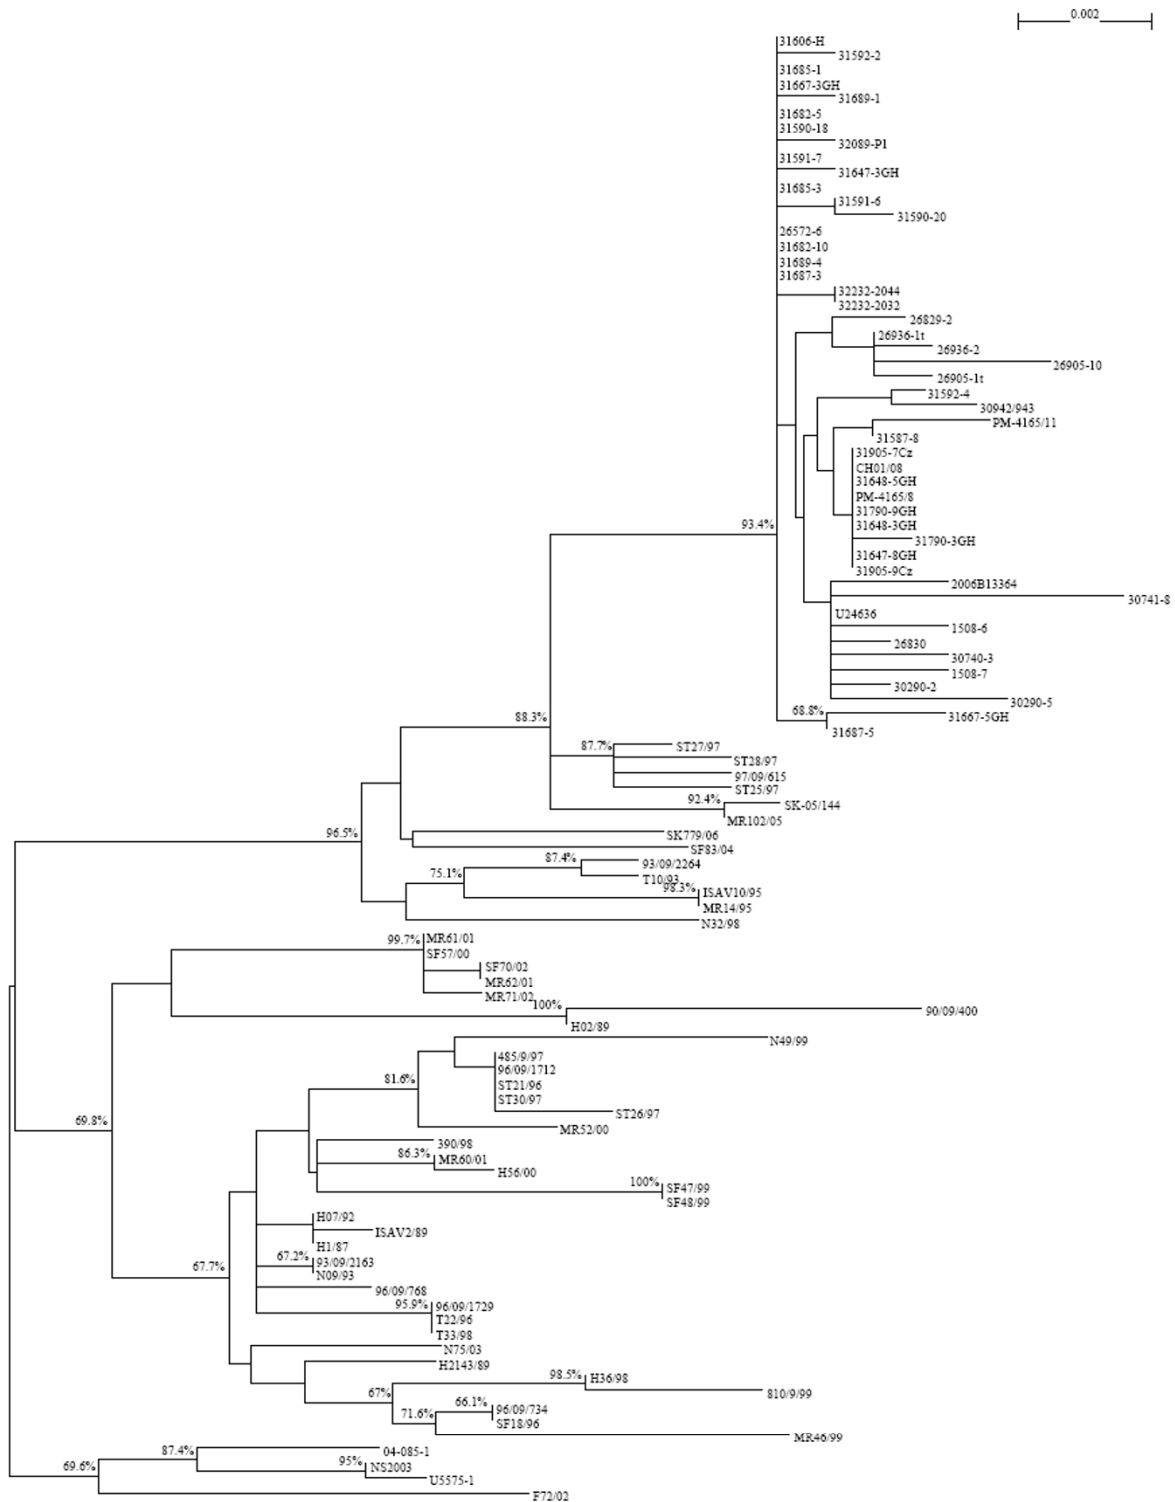 0.002
31606-H
31592-2
31685-1
31667-3GH
31689-1
31682-5
31590-18
32089-P1
31591-7
31647-3GH
31685-3
31591-6
31590-20
26572-6
31682-10
31689-4
31687-3
32232-2044
32232-2032
26829-2
26936-1t
26936-2
26905-10
26905-1t
31592-4
30942/943
PM-4165/11
31587-8
31905-7Cz
CH01/08
31648-5GH
PM-4165/8
31790-9GH
31648-3GH
93.4%
31790-3GH
31647-8GH
31905-9Cz
2006B13364
30741-8
U24636
1508-6
26830
30740-3
1508-7
30290-2
30290-5
68.8%
31667-5GH
88.3%
31687-5
87.7%
ST27/97
ST28/97
97/09/615
ST25/97
92.4%
SK-05/144
MR102/05
96.5%
SK779/06
SF83/04
87.4%
93/09/2264
75.1%
T10/93
98.3%
ISAV10/95
MR14/95
N32/98
99.7%
MR61/01
SF57/00
SF70/02
MR62/01
MR71/02
100%
90/09/400
H02/89
N49/99
485/9/97
96/09/1712
81.6%
ST21/96
ST30/97
ST26/97
69.8%
MR52/00
390/98
86.3%
MR60/01
H56/00
100%
SF47/99
SF48/99
H07/92
ISAV2/89
H1/87
67.2%
93/09/2163
67.7%
N09/93
96/09/768
95.9%
96/09/1729
T22/96
T33/98
N75/03
H2143/89
98.5%
H36/98
67%
810/9/99
66.1%
96/09/734
71.6%
SF18/96
MR46/99
87.4%
04-085-1
69.6%
95%
NS2003
U5575-1
F72/02